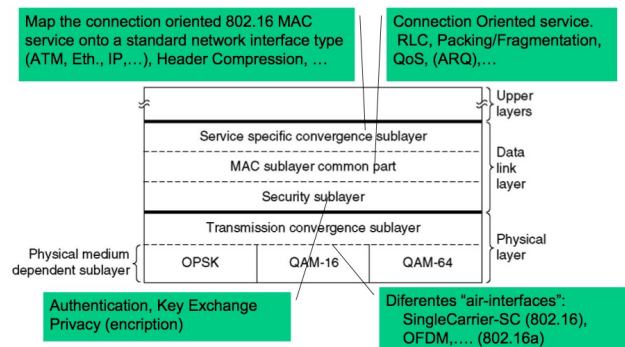 Map the connection oriented 802.16 MAC
service onto a standard network interface type
(ATM, Eth., IP,…), Header Compression, …
Connection Oriented service.
RLC, Packing/Fragmentation,
QoS, (ARQ),…
Upper
layers
Service specific convergence sublayer
MAC sublayer common part
Security sublayer
Data
link
layer
Transmission convergence sublayer
Physical medium
dependent sublayer
OPSK
QAM-16
QAM-64
Physical
layer
Authentication, Key Exchange
Privacy (encription)
Diferentes “air-interfaces”:
SingleCarrier-SC (802.16),
OFDM,…. (802.16a)